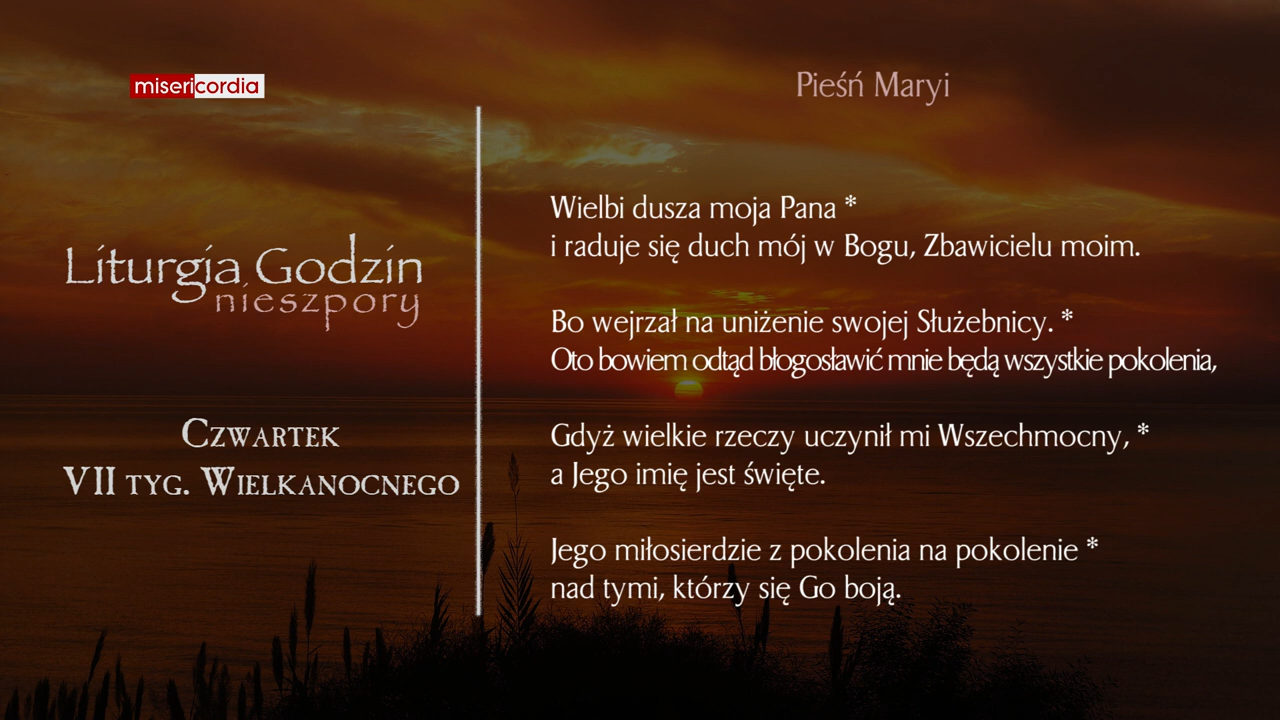 misericordia
Liturgia Godzin
nieszpory
Czwartek
VII tyg. Wielkanocnego
Pieśń Maryi
Wielbi dusza moja Pana *
i raduje się duch mój w Bogu, Zbawicielu moim.
Bo wejrzał na uniżenie swojej Służebnicy. *
Oto bowiem odtąd błogosławić mnie będą wszystkie pokolenia,
Gdyż wielkie rzeczy uczynił mi Wszechmocny, *
a Jego imię jest święte.
Jego miłosierdzie z pokolenia na pokolenie *
nad tymi, którzy się Go boją.